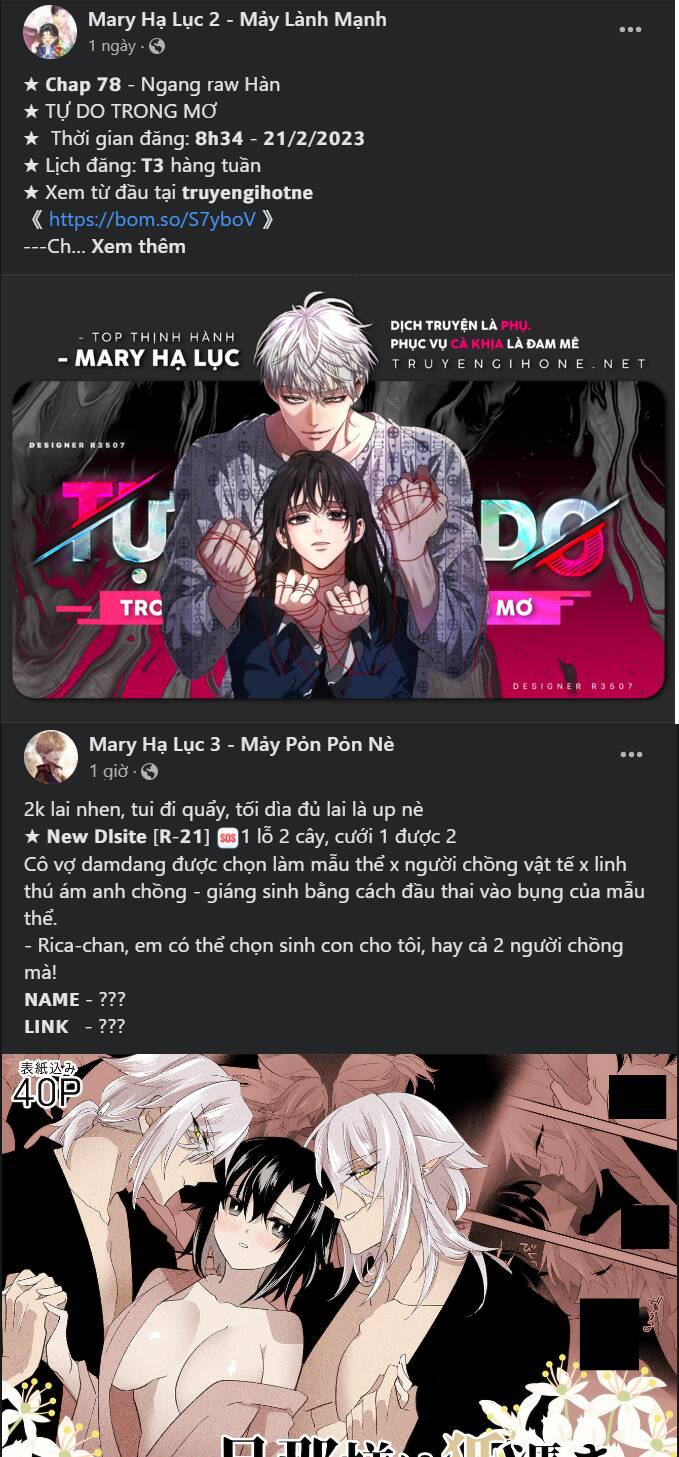 Mary Hạ Lục 2 - Mảy Lành Mạnh
1 ngày ·
★ Chap 78 - Ngang raw Hàn
★ TỰ DO TRONG MƠ
★ Thời gian đăng: 8h34 - 21/2/2023
★ Lịch đăng: T3 hàng tuần
★ Xem từ đầu tại truyengihotne
《 https://bom.so/S7yboV 》
---Ch... Xem thêm
- TOP THỊNH HÀNH
- MARY HẠ LỤC
DỊCH TRUYỆN LÀ PHỤ.
PHỤC VỤ CÀ KHỊA LÀ ĐAM MÊ
TRUYENGIHONE.NET
DESIGNER R3507
TỰ DO
TRO MƠ
DESIGNER R3507
Mary Hạ Lục 3 - Mảy Pỏn Pỏn Nè
1 giờ ·
2k lai nhen, tui đi quẩy, tối dìa đủ lai là up nè
★ New Dlsite [R-21] 🆘1 lỗ 2 cây, cưới 1 được 2
Cô vợ damdang được chọn làm mẫu thể x người chồng vật tế x linh
thú ám anh chồng - giáng sinh bằng cách đầu thai vào bụng của mẫu
thể.
- Rica-chan, em có thể chọn sinh con cho tôi, hay cả 2 người chồng
mà!
NAME - ???
LINK - ???
表紙込み
40P